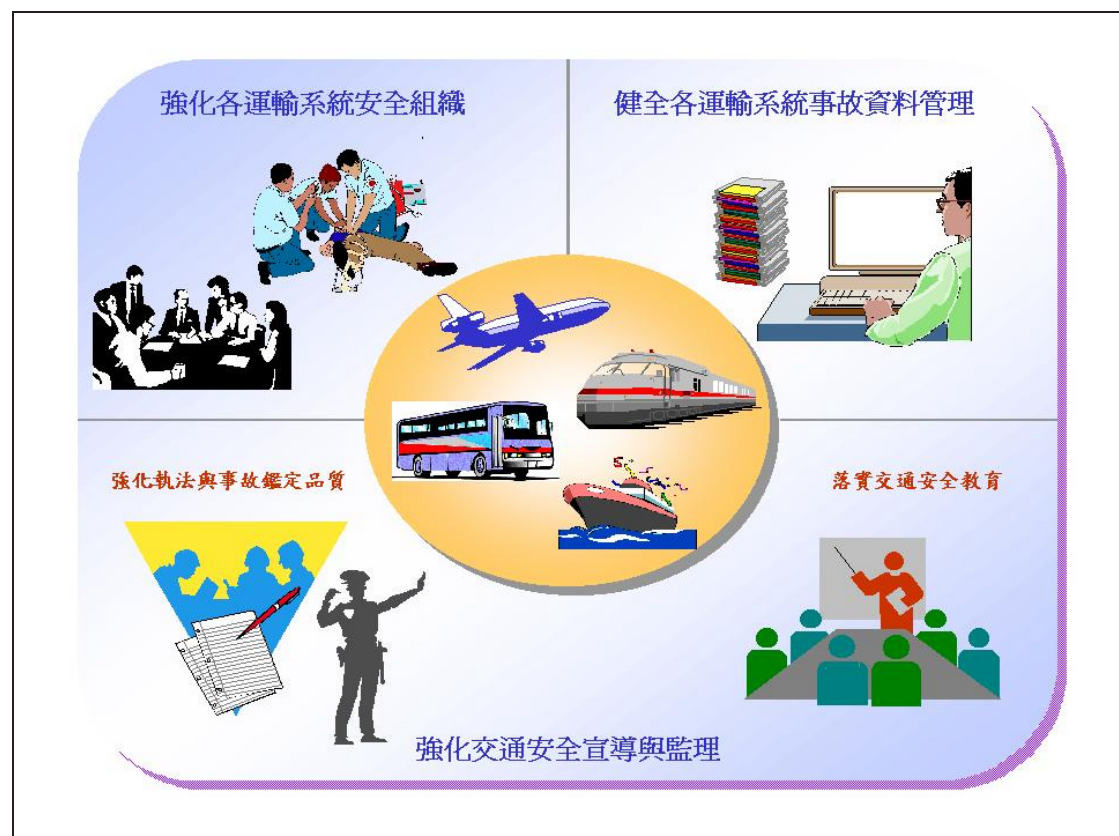 強化各運輸系統安全組織
健全各運輸系統事故資料管理
強化執法與事故鑑定品質
落實交通安全教育
強化交通安全宣導與監理